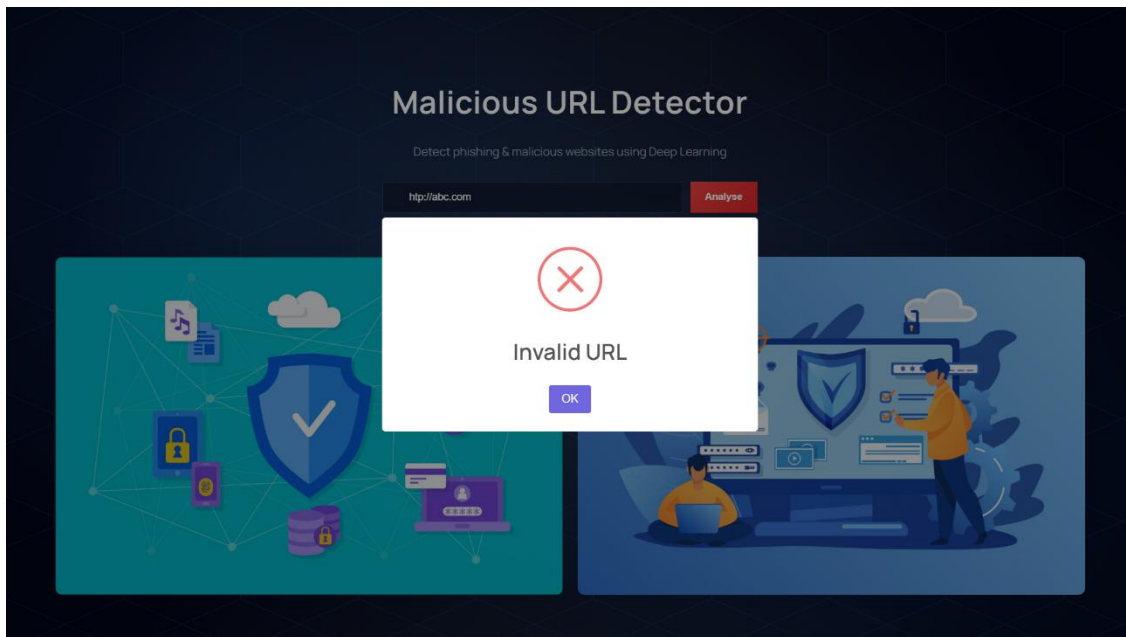 Malicious URL Detector
Detect phishing & malicious websites using Deep Learning
http://abc.com
Analyse
Invalid URL
OK